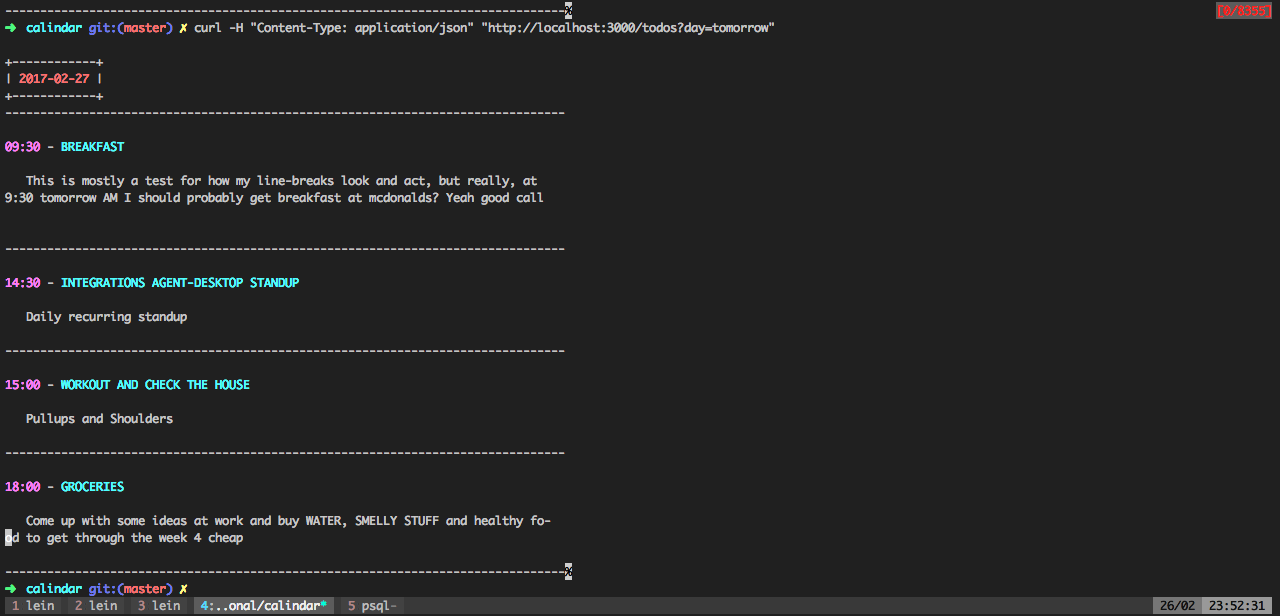 --------------------------------------------------------------------------------x [0/0355]
➜ calindar git:(master) ✗ curl -H "Content-Type: application/json" "http://localhost:3000/todos?day=tomorrow"
+------------+
| 2017-02-27 |
+------------+
--------------------------------------------------------------------------------
09:30 - BREAKFAST
This is mostly a test for how my line-breaks look and act, but really, at
9:30 tomorrow AM I should probably get breakfast at mcdonalds? Yeah good call
--------------------------------------------------------------------------------
14:30 - INTEGRATIONS AGENT-DESKTOP STANDUP
Daily recurring standup
--------------------------------------------------------------------------------
15:00 - WORKOUT AND CHECK THE HOUSE
Pullups and Shoulders
--------------------------------------------------------------------------------
18:00 - GROCERIES
Come up with some ideas at work and buy WATER, SMELLY STUFF and healthy fo-
od to get through the week 4 cheap
--------------------------------------------------------------------------------x
➜ calindar git:(master) ✗
1 lein 2 lein 3 lein 4:..onal/calindar* 5 psql- 26/02 23:52:31